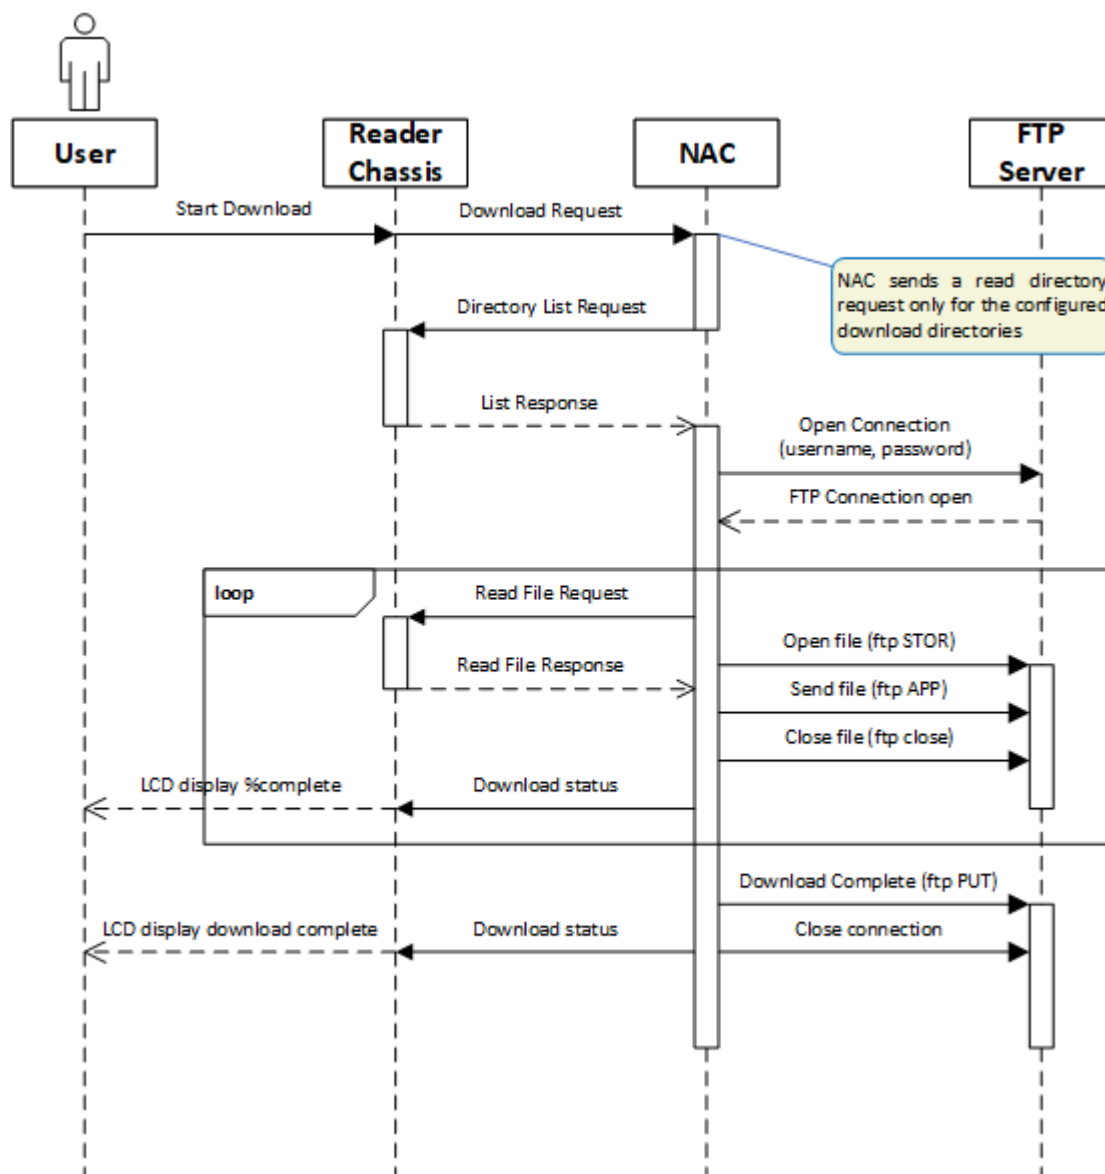 User
Reader
Chassis
NAC
FTP
Server
Start Download
Download Request
NAC sends a read directory
request only for the configured
download directories
Directory List Request
List Response
Open Connection
(username, password)
FTP Connection open
loop
Read File Request
Open file (ftp STOR)
Read File Response
Send file (ftp APP)
Close file (ftp close)
LCD display %complete
Download status
Download Complete (ftp PUT)
LCD display download complete
Download status
Close connection